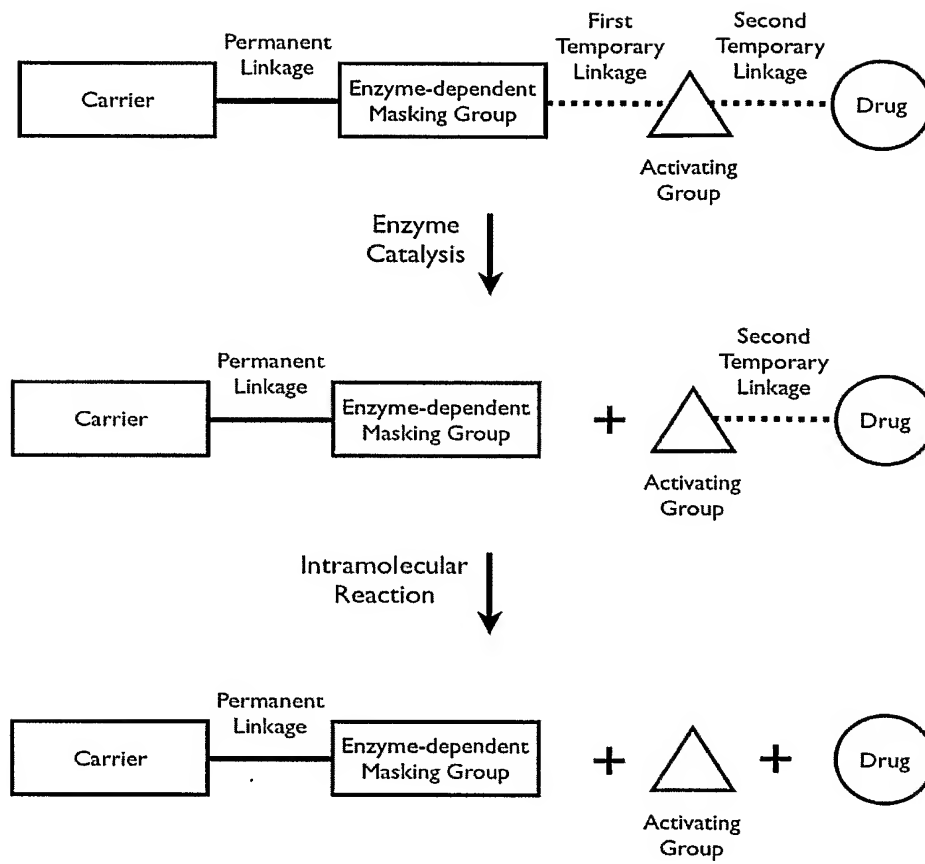 First
Temporary
Linkage
Second
Temporary
Linkage
Permanent
Linkage
Carrier
Enzyme-dependent
Masking Group
Drug
Activating
Group
Enzyme
Catalysis
Second
Temporary
Linkage
Permanent
Linkage
Carrier
Enzyme-dependent
Masking Group
+
Drug
Activating
Group
Intramolecular
Reaction
Permanent
Linkage
Carrier
Enzyme-dependent
Masking Group
+
+
Drug
Activating
Group